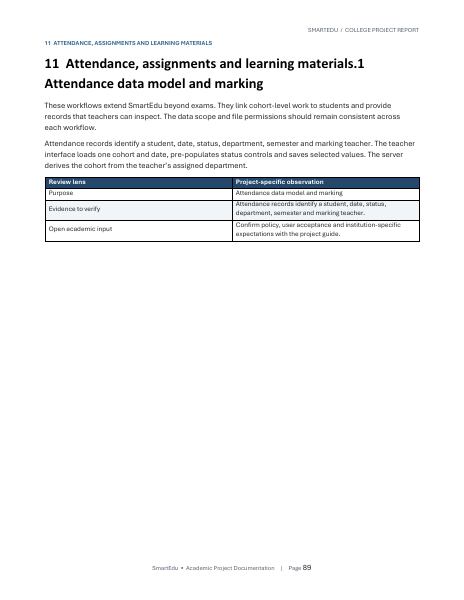 SMARTEDU / COLLEGE PROJECT REPORT
11 ATTENDANCE, ASSIGNMENTS AND LEARNING MATERIALS
11 Attendance, assignments and learning materials.1
Attendance data model and marking
These workflows extend SmartEdu beyond exams. They link cohort-level work to students and provide
records that teachers can inspect. The data scope and file permissions should remain consistent across
each workflow.
Attendance records identify a student, date, status, department, semester and marking teacher. The teacher
interface loads one cohort and date, pre-populates status controls and saves selected values. The server
derives the cohort from the teacher's assigned department.
Review lens Project-specific observation
Purpose Attendance data model and marking
Evidence to verify Attendance records identify a student, date, status,
department, semester and marking teacher.
Open academic input Confirm policy, user acceptance and institution-specific
expectations with the project guide.
SmartEdu • Academic Project Documentation | Page 89